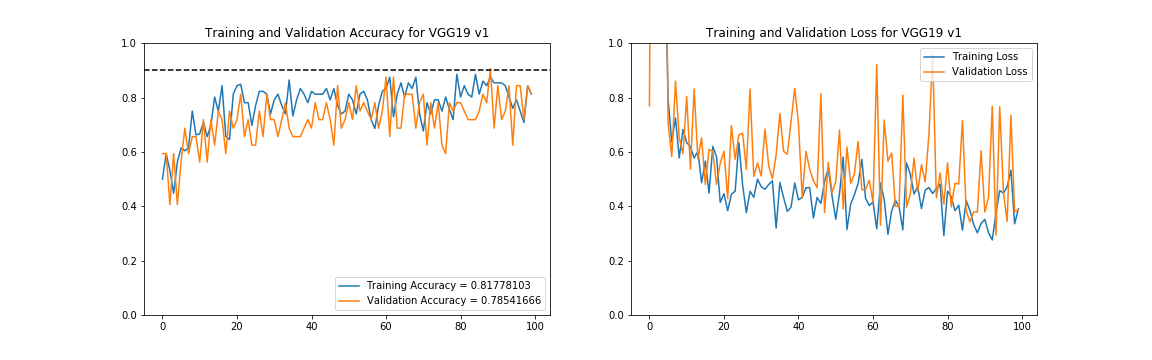 Training and Validation Accuracy for VGG19 v1
1.0
0.8
0.6
0.4
0.2
0.0
0 20 40 60 80 100
Training Accuracy = 0.81778103
Validation Accuracy = 0.78541666
Training and Validation Loss for VGG19 v1
1.0
0.8
0.6
0.4
0.2
0.0
0 20 40 60 80 100
Training Loss
Validation Loss